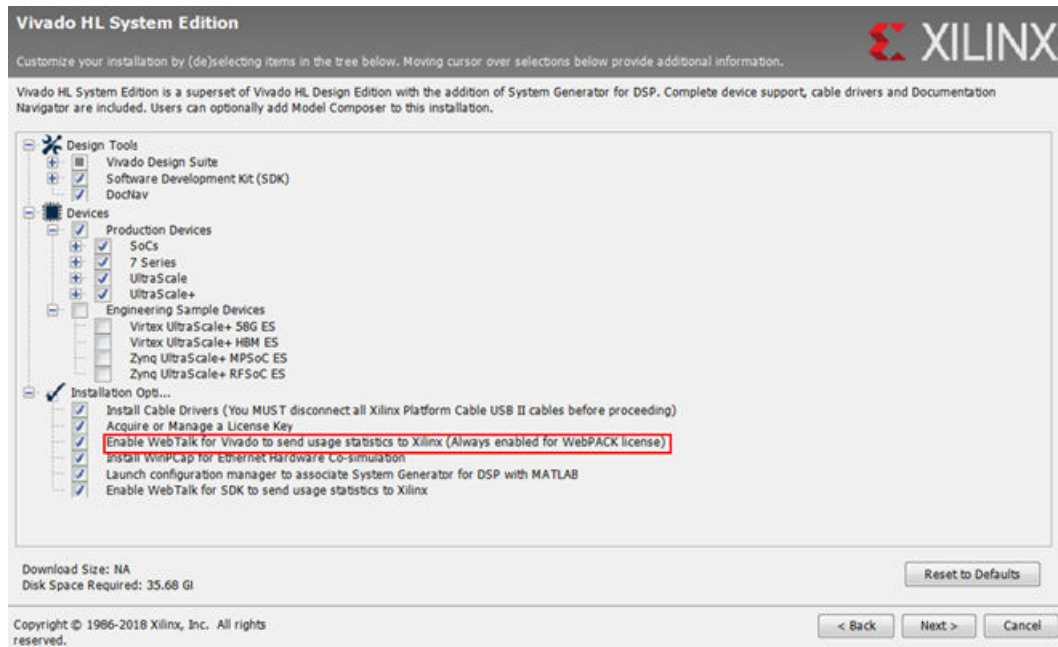 Vivado HL System Edition
XILINX
Customize your installation by (de)selecting items in the tree below. Moving cursor over selections below provide additional information.
Vivado HL System Edition is a superset of Vivado HL Design Edition with the addition of System Generator for DSP. Complete device support, cable drivers and Documentation
Navigator are included. Users can optionally add Model Composer to this installation.
Design Tools
Vivado Design Suite
Software Development Kit (SDK)
DocNav
Devices
Production Devices
SoCs
7 Series
UltraScale
UltraScale+
Engineering Sample Devices
Virtex UltraScale+ 58G ES
Virtex UltraScale+ HBM ES
Zynq UltraScale+ MPSoC ES
Zynq UltraScale+ RFSoC ES
Installation Opti...
Install Cable Drivers (You MUST disconnect all Xilinx Platform Cable USB II cables before proceeding)
Acquire or Manage a License Key
Enable WebTalk for Vivado to send usage statistics to Xilinx (Always enabled for WebPACK license)
Install WinPCap for Ethernet Hardware Co-simulation
Launch configuration manager to associate System Generator for DSP with MATLAB
Enable WebTalk for SDK to send usage statistics to Xilinx
Download Size: NA
Disk Space Required: 35.68 GI
Reset to Defaults
Copyright © 1986-2018 Xilinx, Inc. All rights
reserved.
< Back
Next >
Cancel